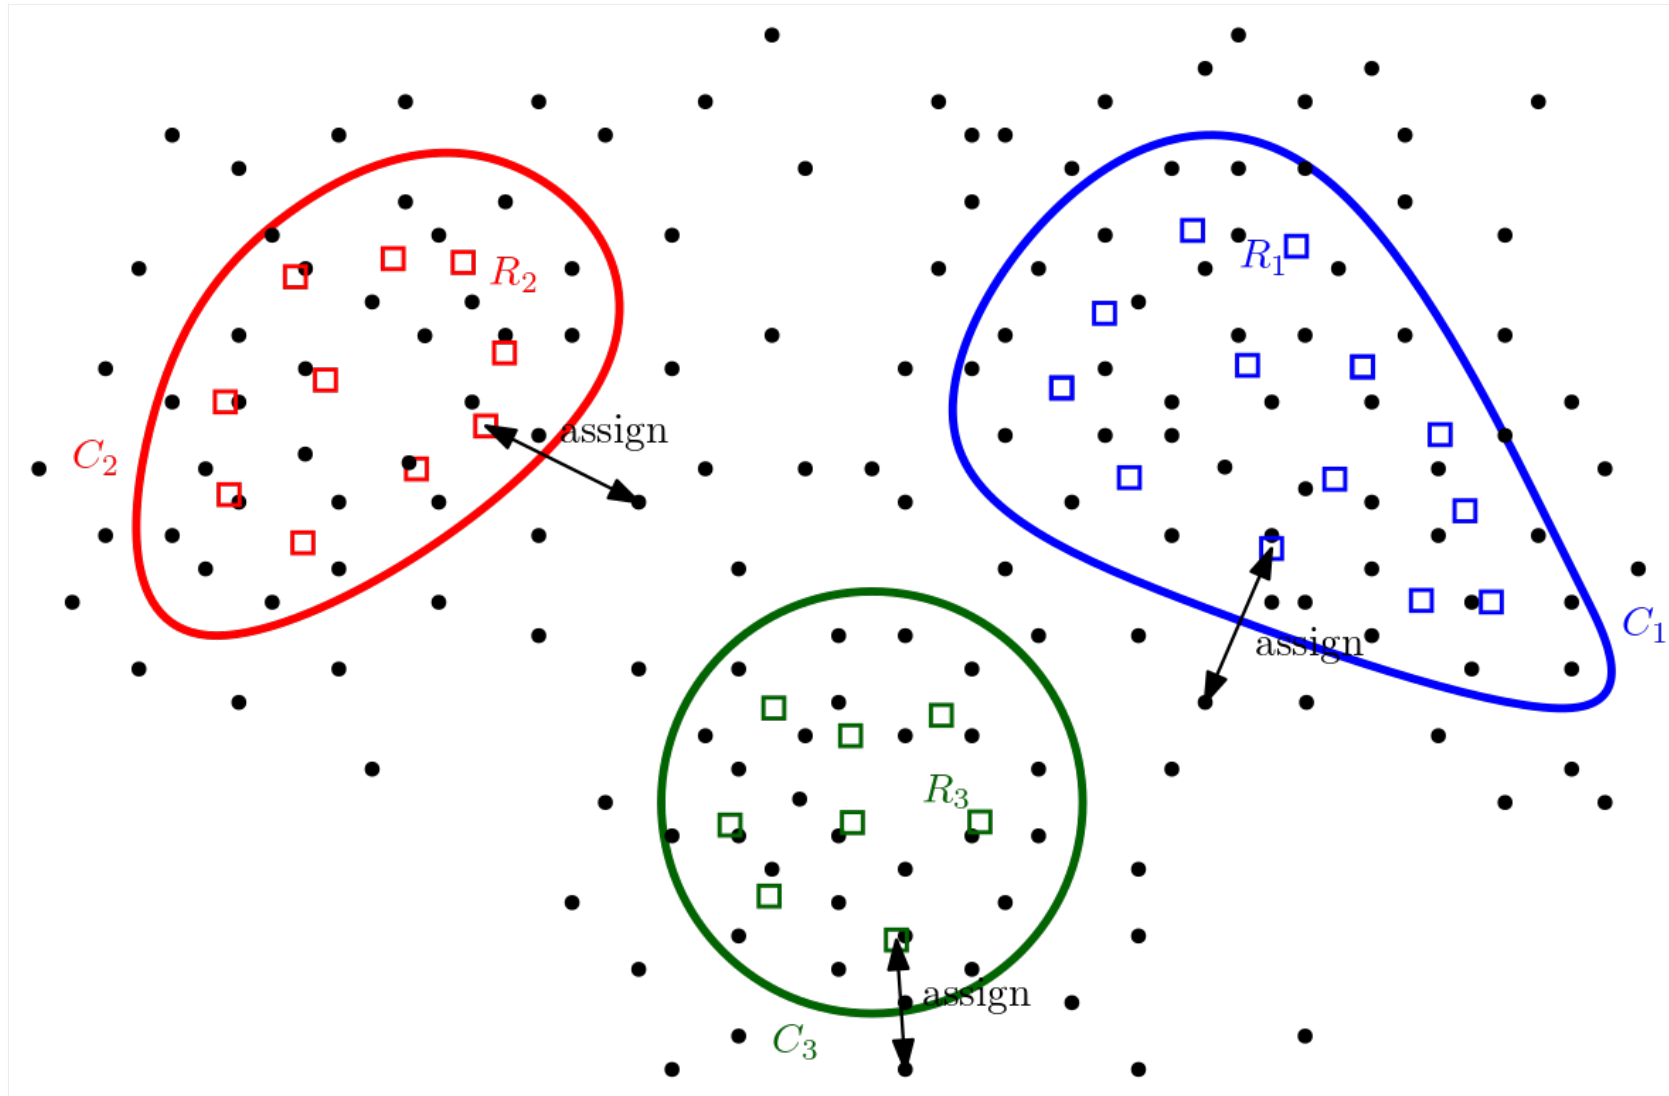 R₁
R₂
assign
C₂
C₁
assign
R₃
assign
C₃